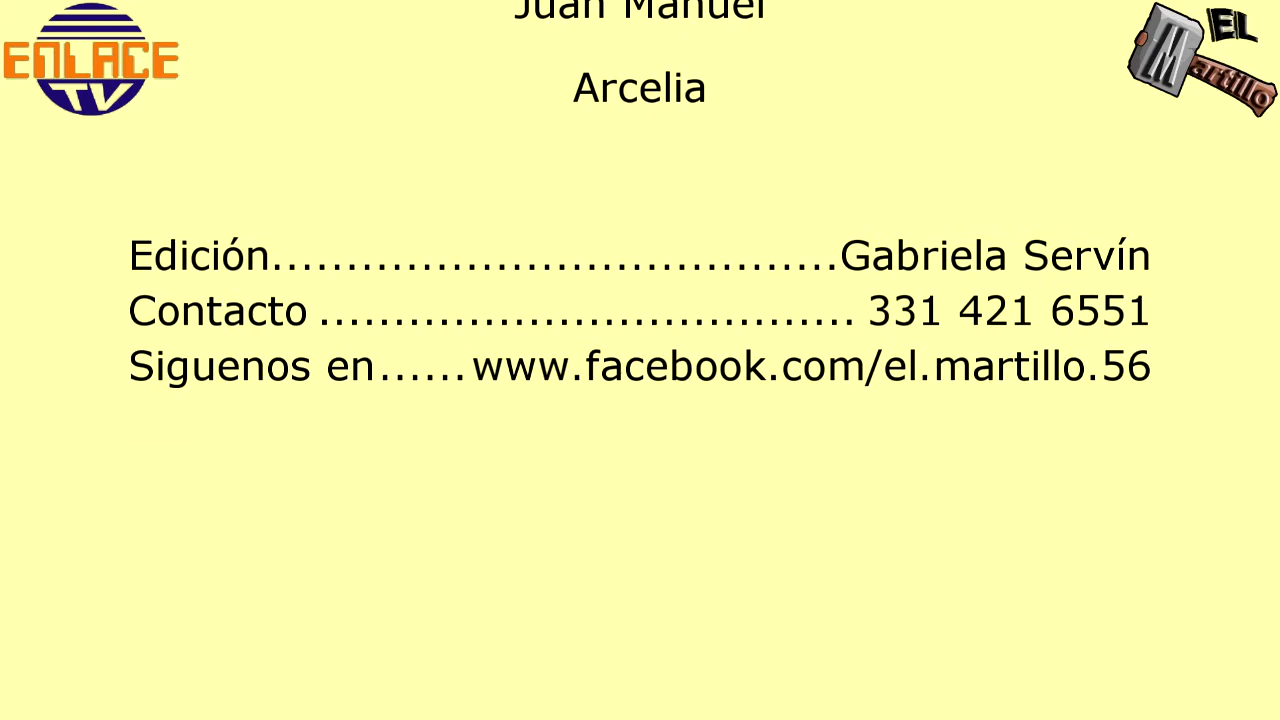 Juan Manuel
ENLACE
TV
EL
Martillo
Arcelia
Edición......................................Gabriela Servín
Contacto .................................... 331 421 6551
Siguenos en......www.facebook.com/el.martillo.56